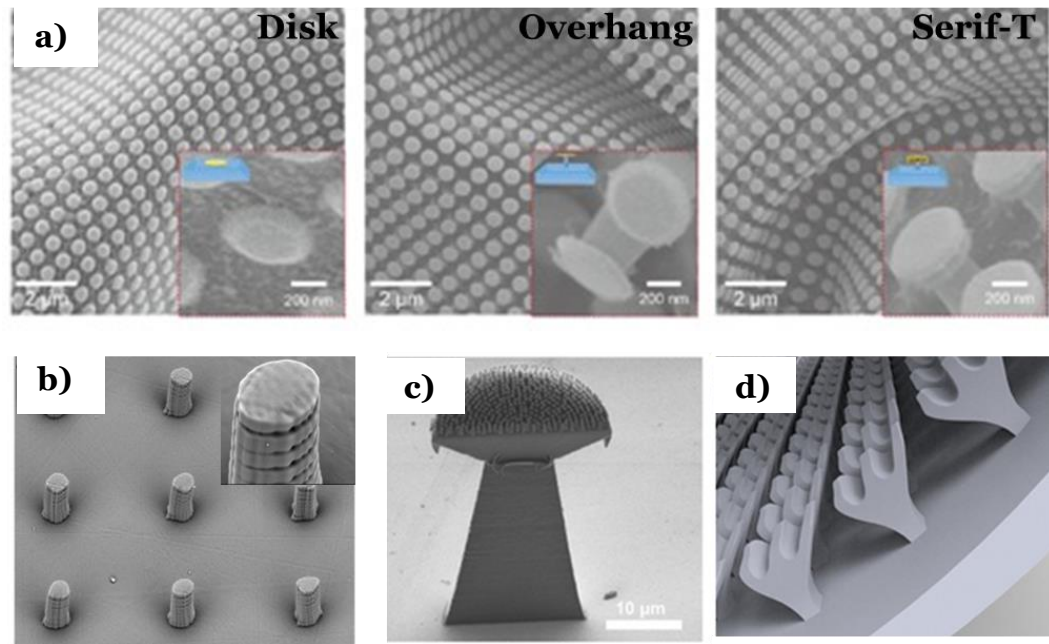 a)
Disk
Overhang
Serif-T
2 μm
200 nm
2 μm
200 nm
2 μm
200 nm
b)
c)
d)
10 μm